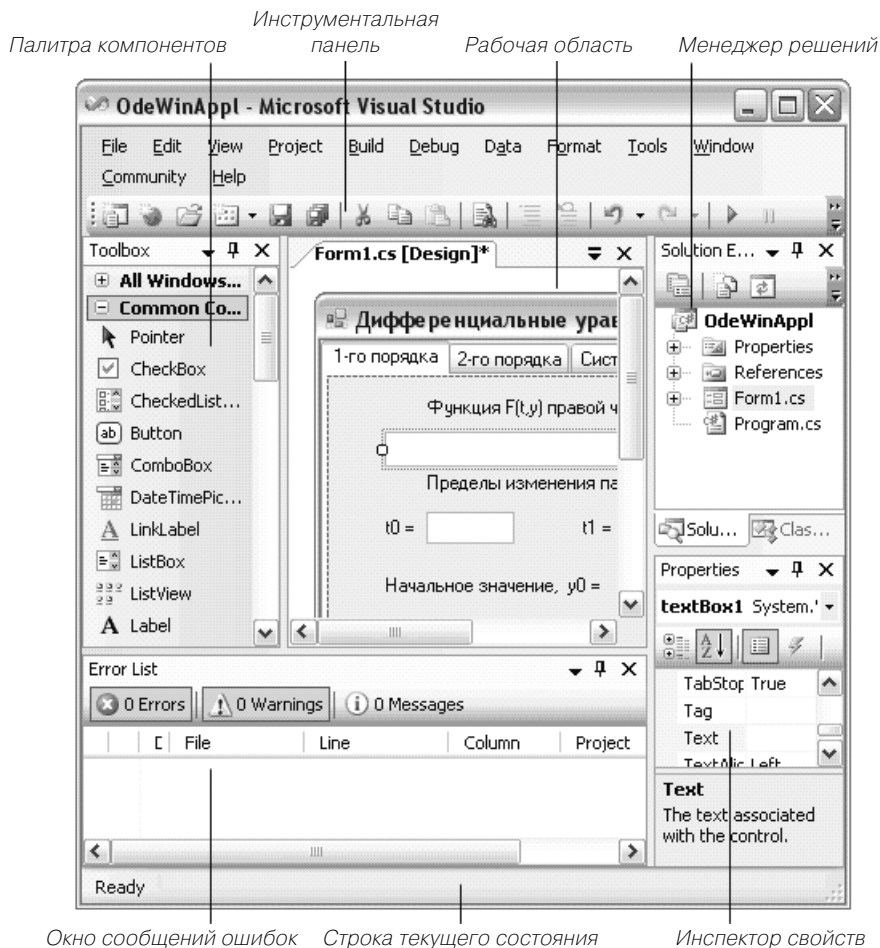 Инструментальная
Палитра компонентов панель Рабочая область Менеджер решений
OdeWinAppl - Microsoft Visual Studio
File Edit View Project Build Debug Data Format Tools Window
Community Help
Toolbox
All Windows...
Common Co...
Pointer
CheckBox
CheckedList...
Button
ComboBox
DateTimePic...
LinkLabel
ListBox
ListView
Label
Form1.cs [Design]*
Дифференциальные урав
1-го порядка 2-го порядка Сист
Функция F(t,y) правой ч
Пределы изменения па
t0 = t1 =
Начальное значение, y0 =
Solution E...
OdeWinAppl
Properties
References
Form1.cs
Program.cs
Solu... Clas...
Properties
textBox1 System.'
TabStop True
Tag
Text
TextAlic Left
Text
The text associated
with the control.
Error List
0 Errors 0 Warnings 0 Messages
File Line Column Project
Ready
Окно сообщений ошибок Строка текущего состояния Инспектор свойств